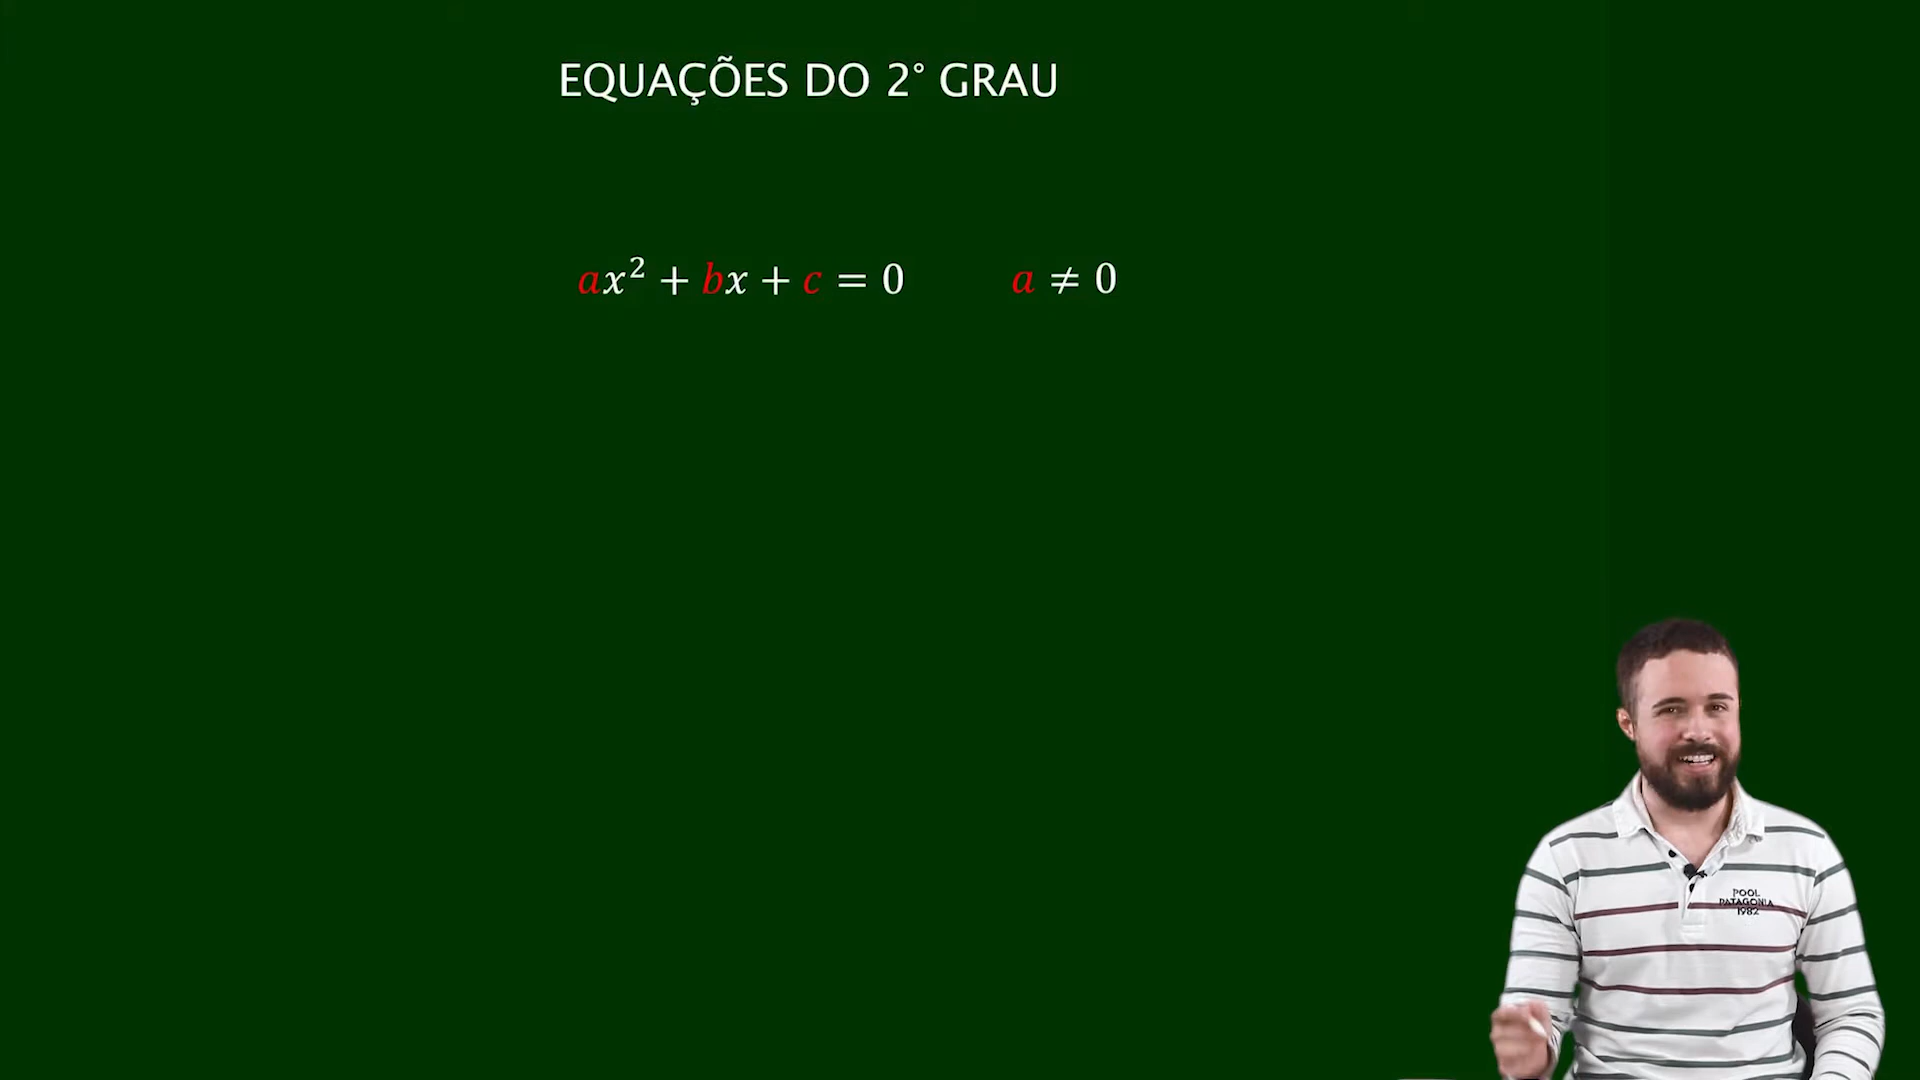 EQUAÇÕES DO 2° GRAU
ax² + bx + c = 0 a ≠ 0
POOL
PATAGONIA
1982